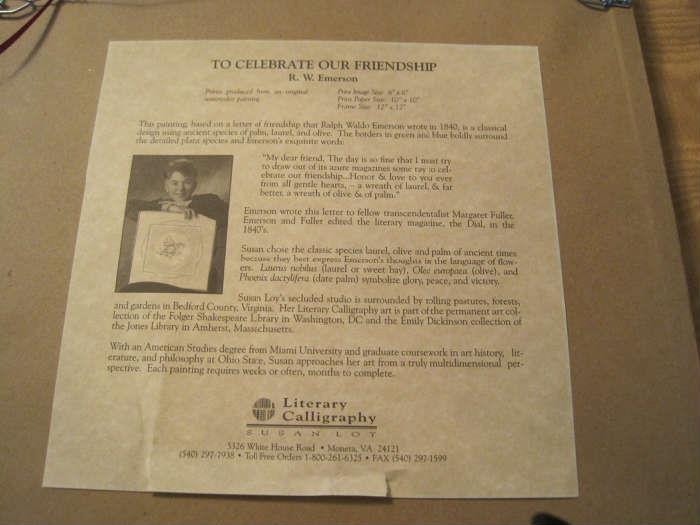 TO CELEBRATE OUR FRIENDSHIP
R. W. Emerson
Prints produced from an original
watercolor painting.
Print Image Size: 6" x 6"
Print Paper Size: 10" x 10"
Frame Size: 12" x 12"
This painting, based on a letter of friendship that Ralph Waldo Emerson wrote in 1840, is a classical
design using ancient species of palm, laurel, and olive. The borders in green and blue boldly surround
the detailed plant species and Emerson's exquisite words:
"My dear friend, The day is so fine that I must try
to draw out of its azure magazines some ray to cel-
ebrate our friendship...Honor & love to you ever
from all gentle hearts, – a wreath of laurel, & far
better, a wreath of olive & of palm."
Emerson wrote this letter to fellow transcendentalist Margaret Fuller.
Emerson and Fuller edited the literary magazine, the Dial, in the
1840's.
Susan chose the classic species laurel, olive and palm of ancient times
because they best express Emerson's thoughts in the language of flow-
ers. Laurus nobilus (laurel or sweet bay), Olec europaea (olive), and
Phoenix dactylifera (date palm) symbolize glory, peace, and victory.
Susan Loy's secluded studio is surrounded by rolling pastures, forests,
and gardens in Bedford County, Virginia. Her Literary Calligraphy art is part of the permanent art col-
lection of the Folger Shakespeare Library in Washington, DC and the Emily Dickinson collection of
the Jones Library in Amherst, Massachusetts.
With an American Studies degree from Miami University and graduate coursework in art history, lit-
erature, and philosophy at Ohio State, Susan approaches her art from a truly multidimensional per-
spective. Each painting requires weeks or often, months to complete.
Literary
Calligraphy
SUSAN LOY
5326 White House Road • Moneta, VA 24121
(540) 297-7938 • Toll Free Orders 1-800-261-6325 • FAX (540) 297-1599